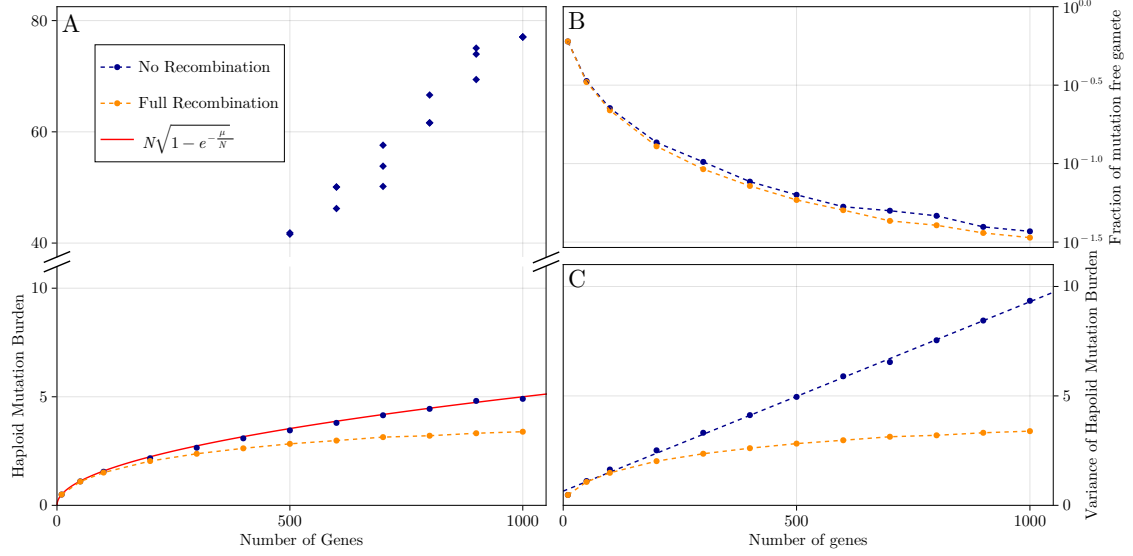 A
80
60
40
10
5
0
Haploid Mutation Burden
No Recombination
Full Recombination
N√1 − e^{−μ/N}
0 500 1000
Number of Genes
B
10^{0.0}
10^{−0.5}
10^{−1.0}
10^{−1.5}
Fraction of mutation free gamete
C
10
5
0
Variance of Hapolid Mutation Burden
0 500 1000
Number of genes